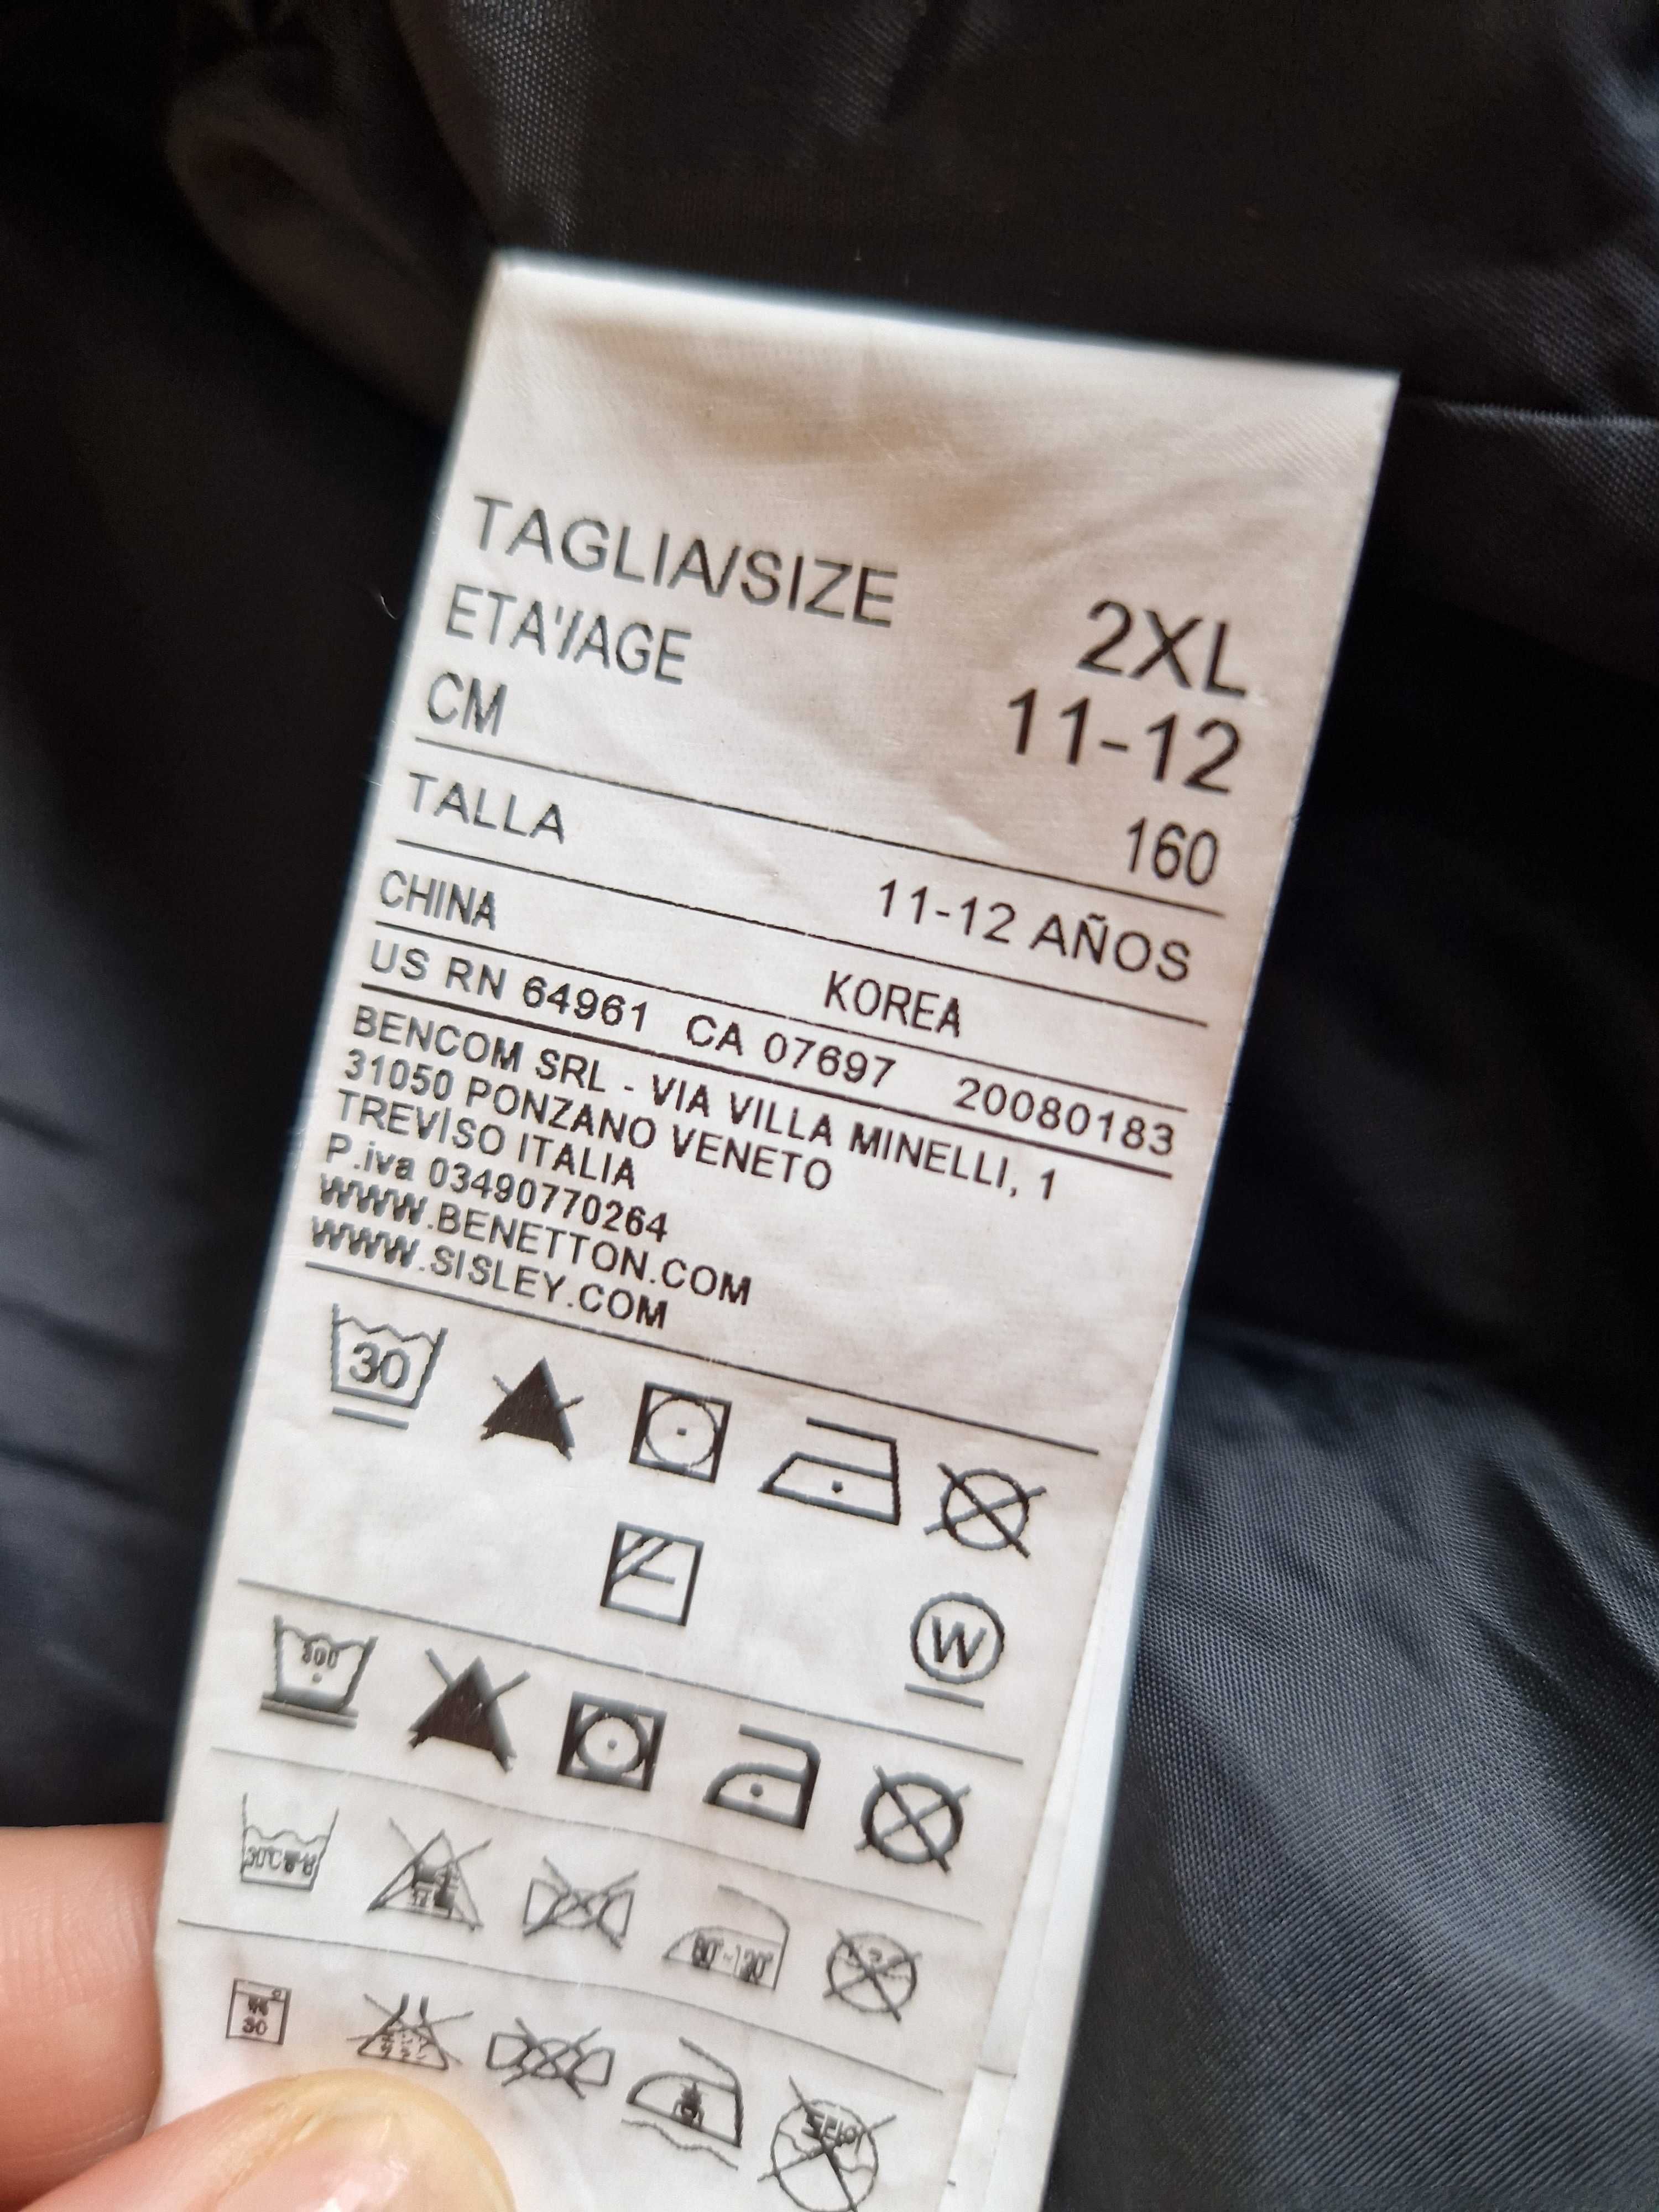 TAGLIA/SIZE 2XL
ETA'/AGE 11-12
CM 160
TALLA 11-12 AÑOS
CHINA KOREA
US RN 64961 CA 07697 20080183
BENCOM SRL - VIA VILLA MINELLI, 1
31050 PONZANO VENETO
TREVISO ITALIA
P.iva 03490770264
WWW.BENETTON.COM
WWW.SISLEY.COM
30
W
30